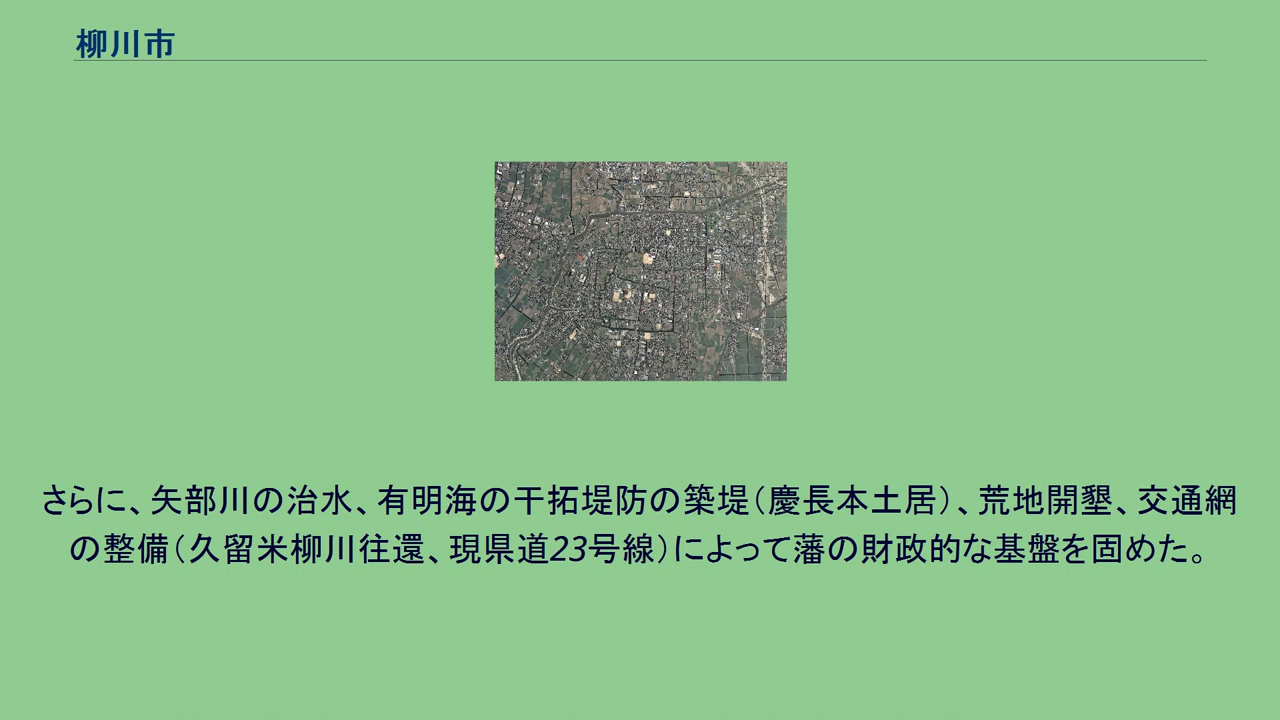 柳川市
さらに、矢部川の治水、有明海の干拓堤防の築堤（慶長本土居）、荒地開墾、交通網
の整備（久留米柳川往還、現県道23号線）によって藩の財政的な基盤を固めた。